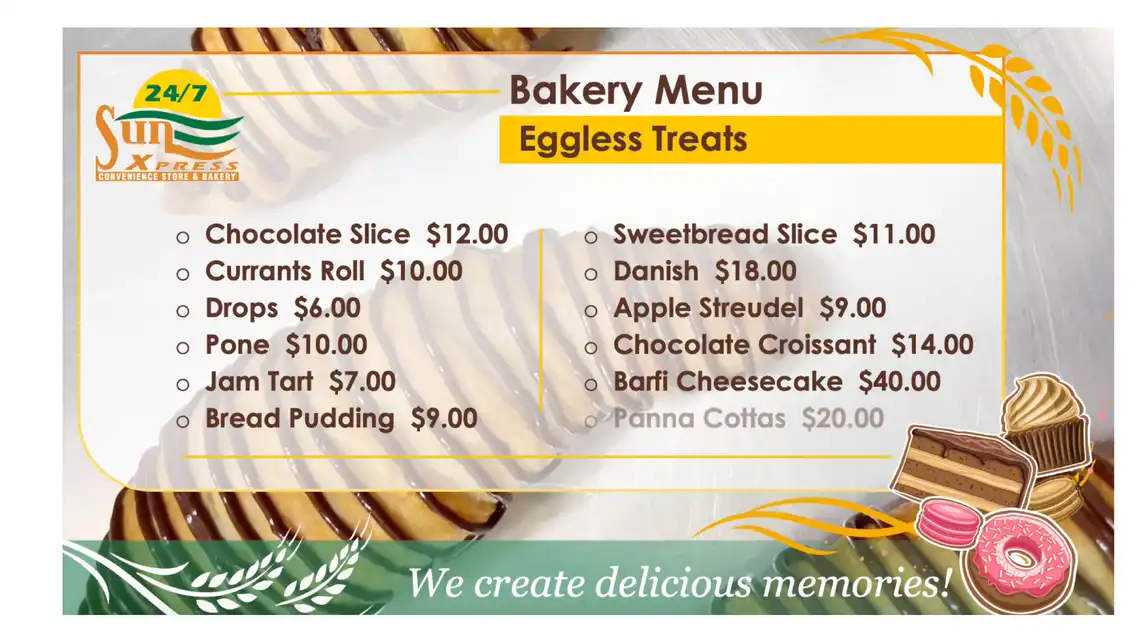 24/7
Sun
XPRESS
CONVENIENCE STORE & BAKERY
Bakery Menu
Eggless Treats
Chocolate Slice $12.00
Currants Roll $10.00
Drops $6.00
Pone $10.00
Jam Tart $7.00
Bread Pudding $9.00
Sweetbread Slice $11.00
Danish $18.00
Apple Streudel $9.00
Chocolate Croissant $14.00
Barfi Cheesecake $40.00
Panna Cottas $20.00
We create delicious memories!